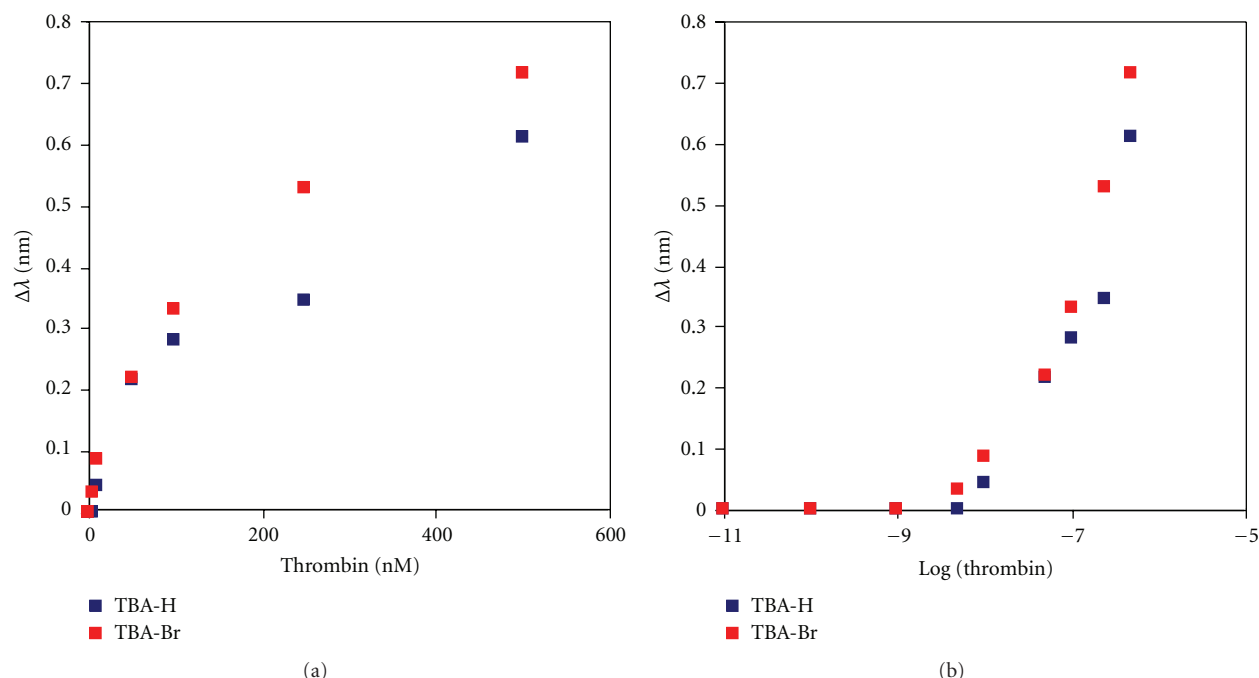 0.8
0.7
0.6
0.5
0.4
0.3
0.2
0.1
0
Δλ (nm)
0 200 400 600
Thrombin (nM)
TBA-H
TBA-Br
(a)
0.8
0.7
0.6
0.5
0.4
0.3
0.2
0.1
0
Δλ (nm)
−11 −9 −7 −5
Log (thrombin)
TBA-H
TBA-Br
(b)